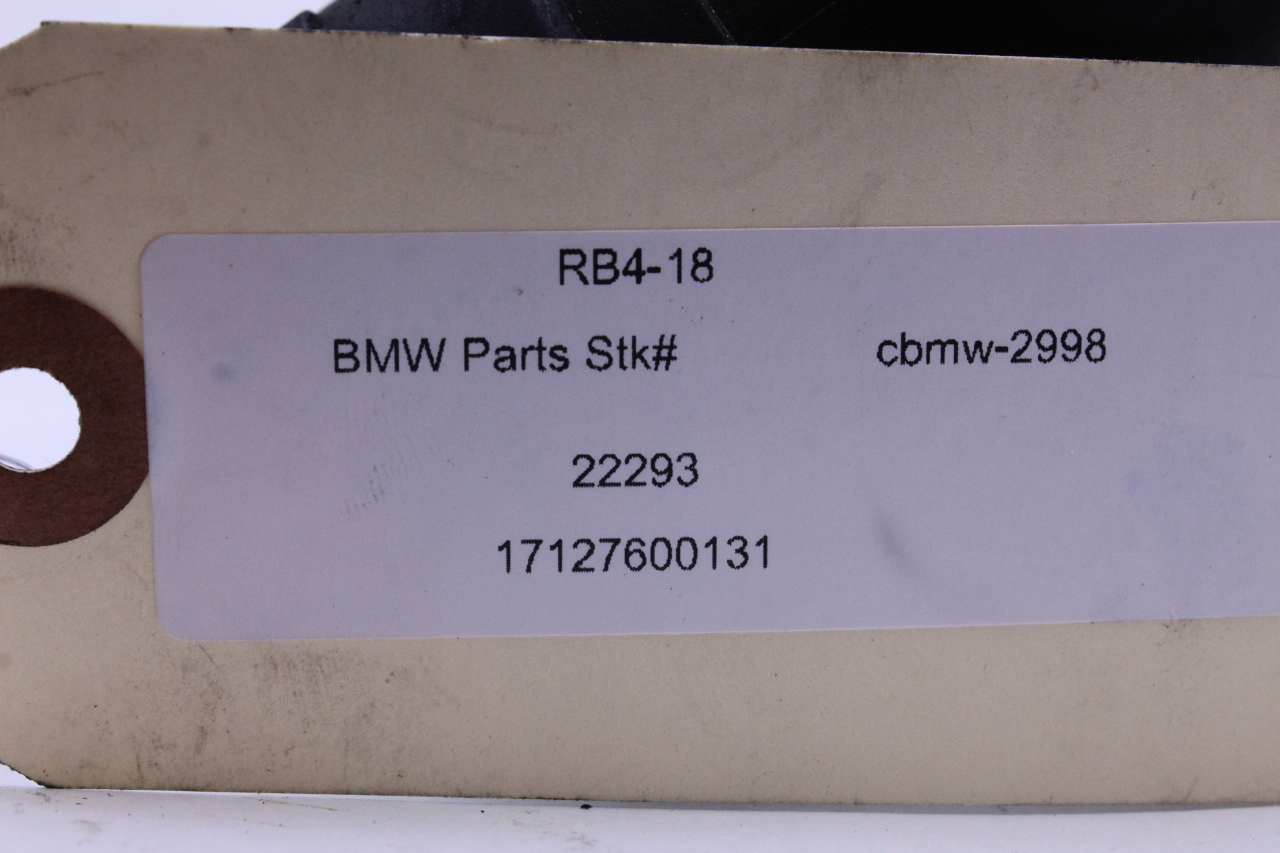 RB4-18
BMW Parts Stk# cbmw-2998
22293
17127600131